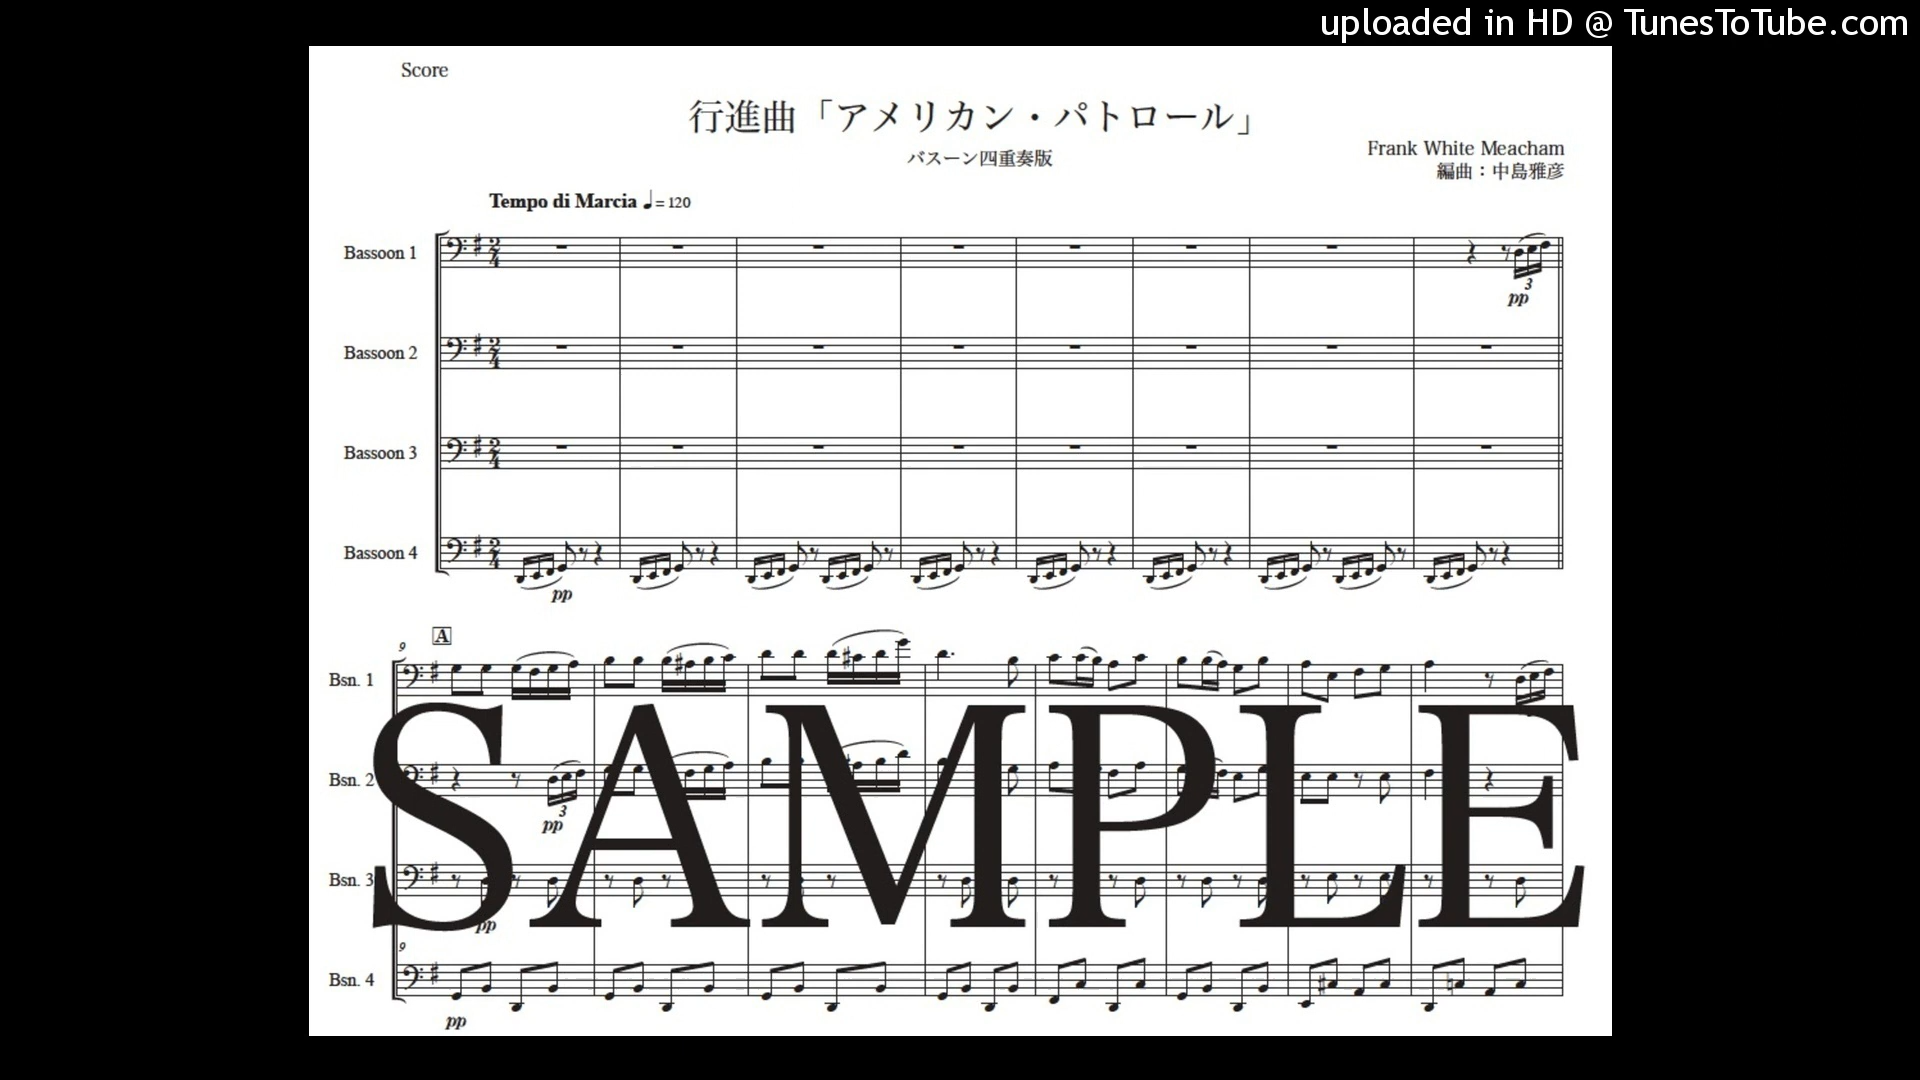 uploaded in HD @ TunesToTube.com
Score
行進曲「アメリカン・パトロール」
バスーン四重奏版
Frank White Meacham
編曲：中島雅彦
Tempo di Marcia ♩= 120
Bassoon 1
3
pp
Bassoon 2
Bassoon 3
Bassoon 4
pp
A
9
Bsn. 1
SAMPLE
Bsn. 2
3
pp
Bsn. 3
pp
9
Bsn. 4
pp